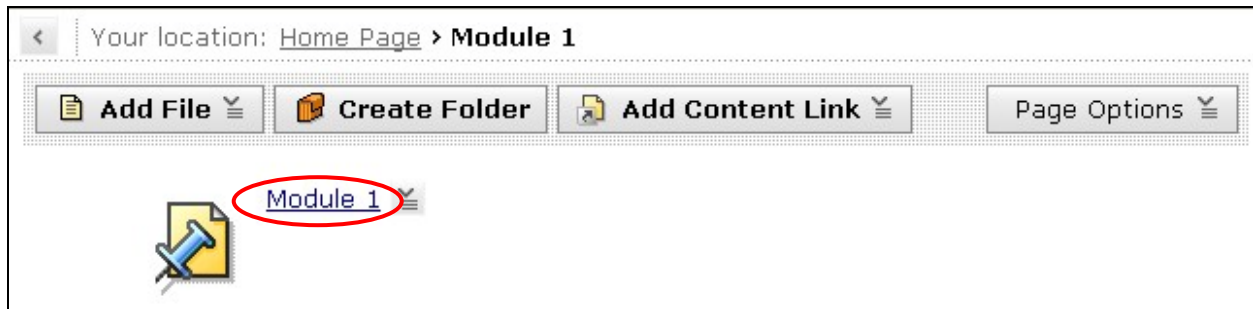 Your location: Home Page › Module 1
Add File Create Folder Add Content Link Page Options
Module 1